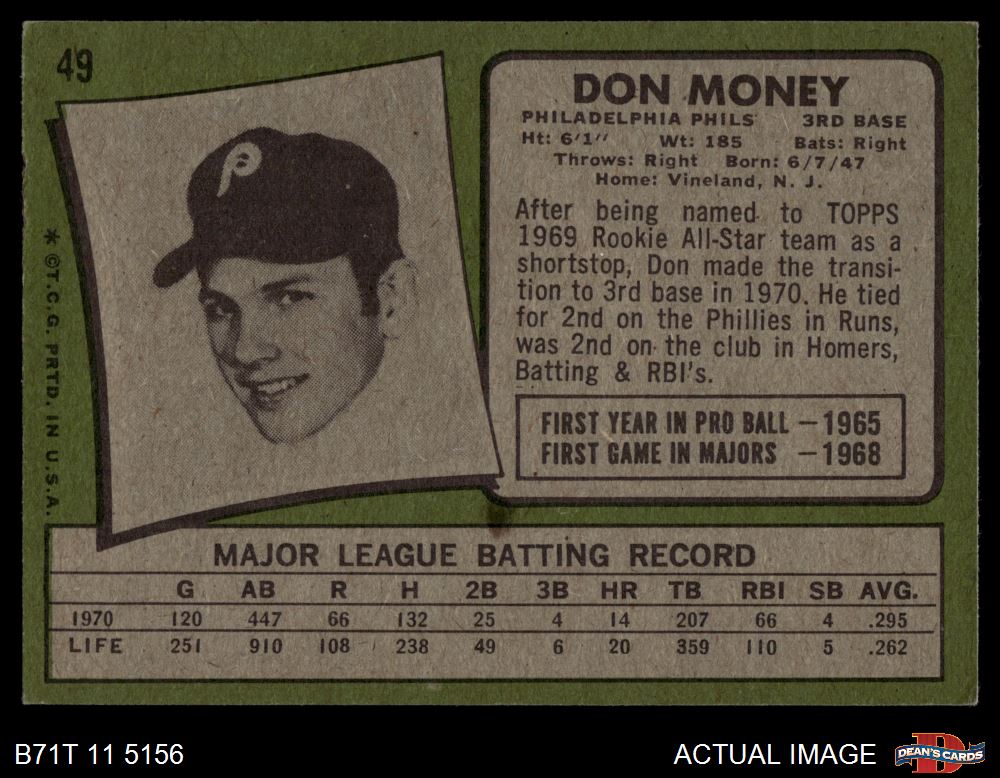 49
P
DON MONEY
PHILADELPHIA PHILS 3RD BASE
Ht: 6'1" Wt: 185 Bats: Right
Throws: Right Born: 6/7/47
Home: Vineland, N. J.
After being named to TOPPS
1969 Rookie All-Star team as a
shortstop, Don made the transi-
tion to 3rd base in 1970. He tied
for 2nd on the Phillies in Runs,
was 2nd on the club in Homers,
Batting & RBI's.
FIRST YEAR IN PRO BALL — 1965
FIRST GAME IN MAJORS — 1968
* ©T.C.G. PRTD. IN U.S.A.
MAJOR LEAGUE BATTING RECORD
G AB R H 2B 3B HR TB RBI SB AVG.
1970 120 447 66 132 25 4 14 207 66 4 .295
LIFE 251 910 108 238 49 6 20 359 110 5 .262
B71T 11 5156
ACTUAL IMAGE
D
DEAN'S CARDS